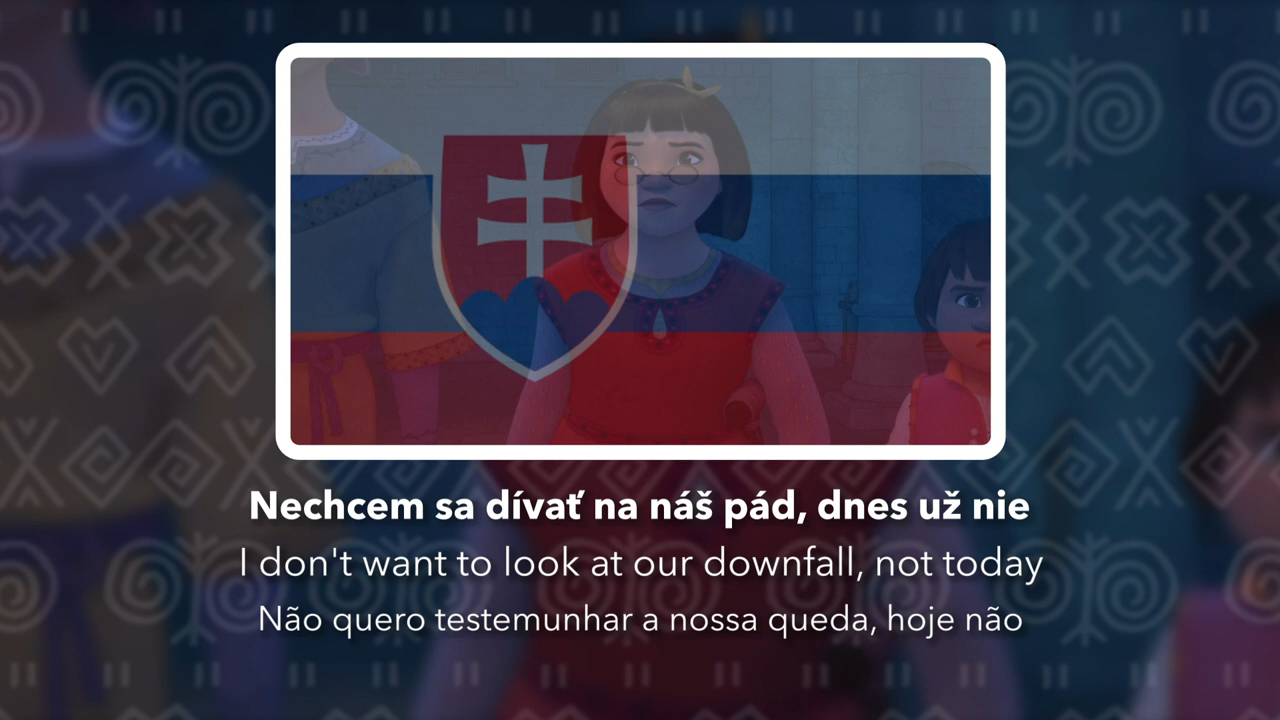 Nechcem sa dívať na náš pád, dnes už nie
I don't want to look at our downfall, not today
Não quero testemunhar a nossa queda, hoje não